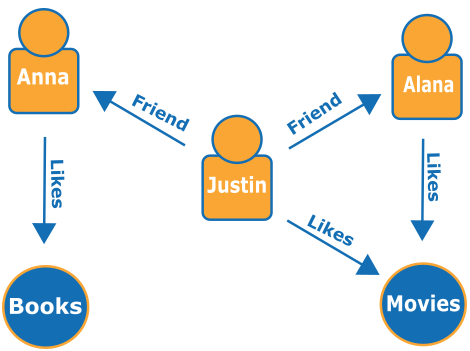 Anna
Alana
Friend
Friend
Justin
Likes
Likes
Likes
Books
Movies